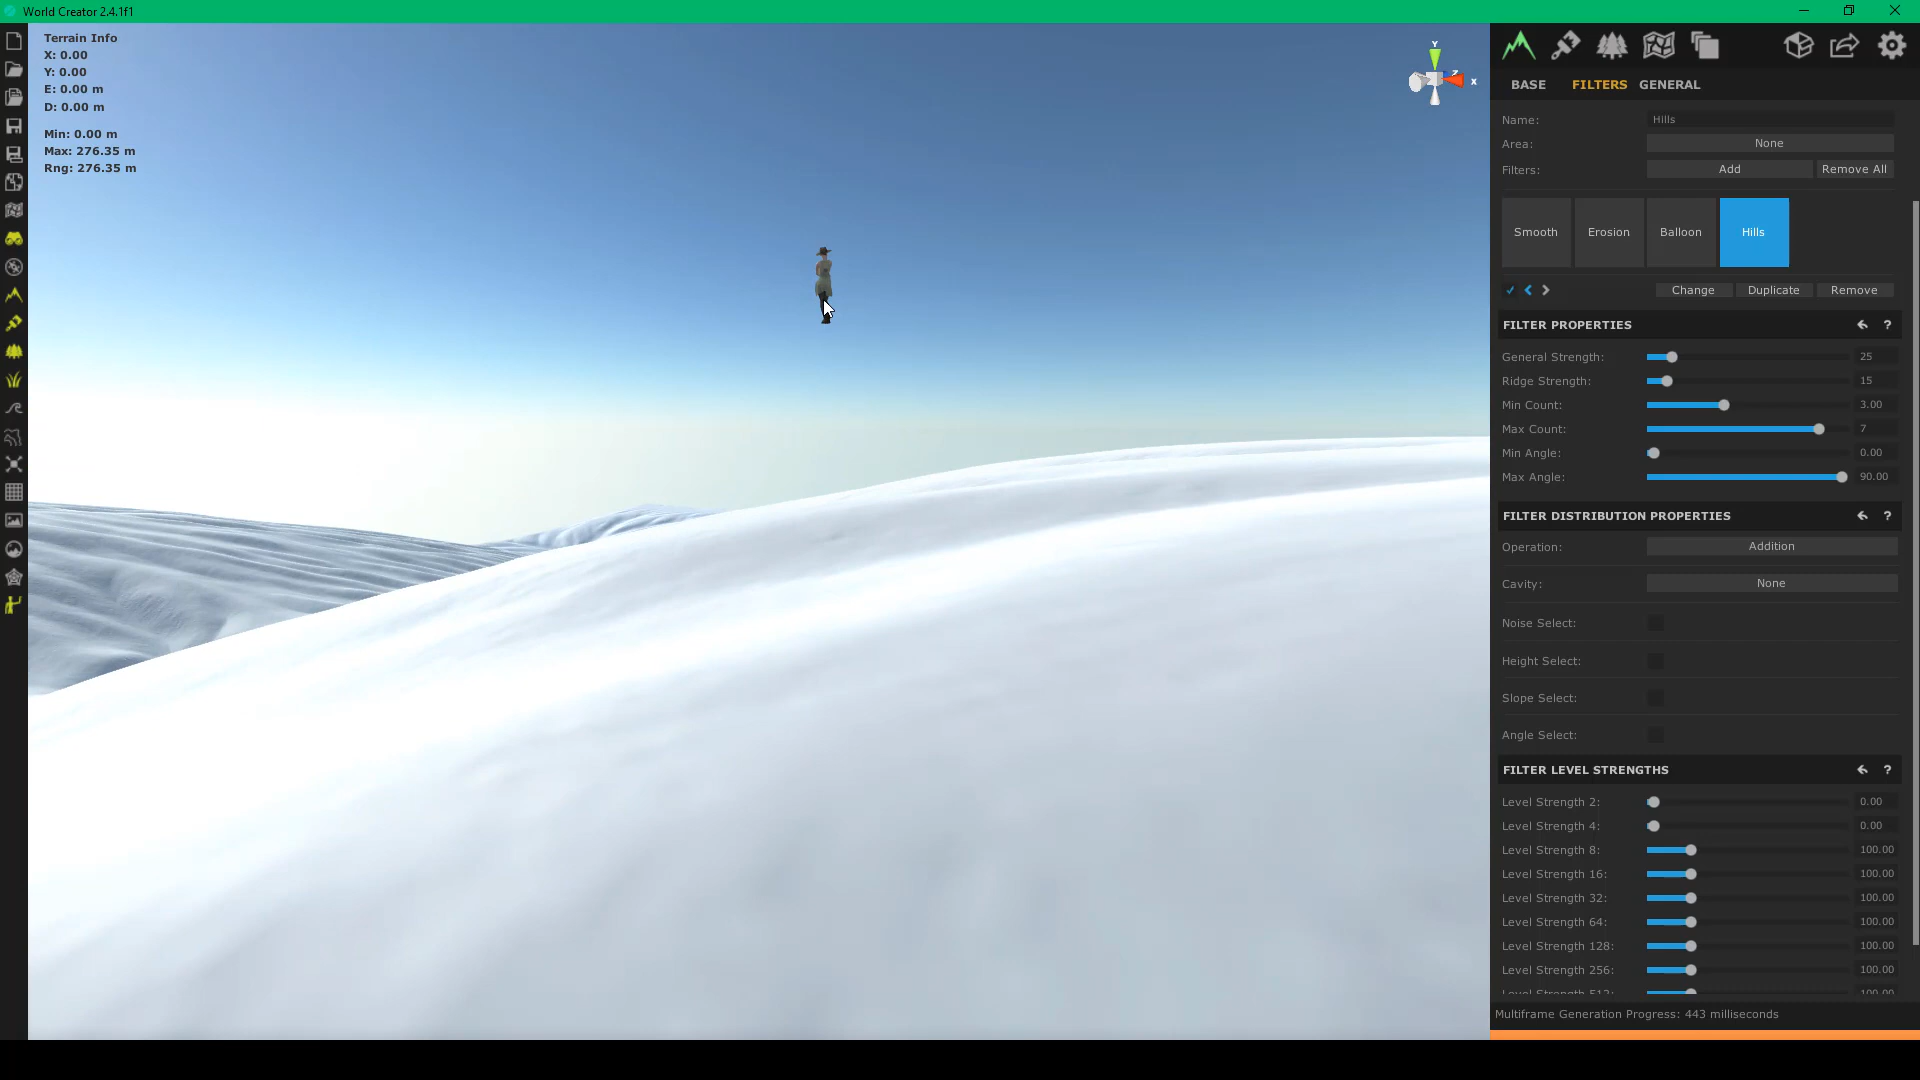 World Creator 2.4.1f1
Terrain Info
X: 0.00
Y: 0.00
E: 0.00 m
D: 0.00 m
Min: 0.00 m
Max: 276.35 m
Rng: 276.35 m
Y
Z
X
BASE FILTERS GENERAL
Name: Hills
Area: None
Filters: Add Remove All
Smooth Erosion Balloon Hills
Change Duplicate Remove
FILTER PROPERTIES ?
General Strength: 25
Ridge Strength: 15
Min Count: 3.00
Max Count: 7
Min Angle: 0.00
Max Angle: 90.00
FILTER DISTRIBUTION PROPERTIES ?
Operation: Addition
Cavity: None
Noise Select:
Height Select:
Slope Select:
Angle Select:
FILTER LEVEL STRENGTHS ?
Level Strength 2: 0.00
Level Strength 4: 0.00
Level Strength 8: 100.00
Level Strength 16: 100.00
Level Strength 32: 100.00
Level Strength 64: 100.00
Level Strength 128: 100.00
Level Strength 256: 100.00
Level Strength 512: 100.00
Multiframe Generation Progress: 443 milliseconds